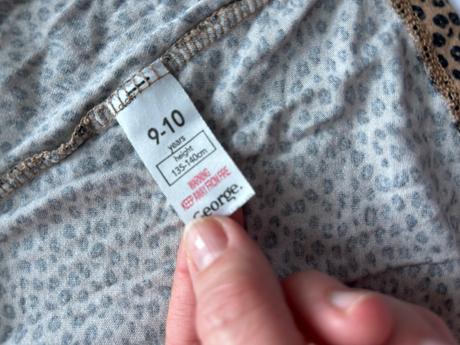 9-10
years
height
135-140cm
WARNING
KEEP AWAY FROM FIRE
George.